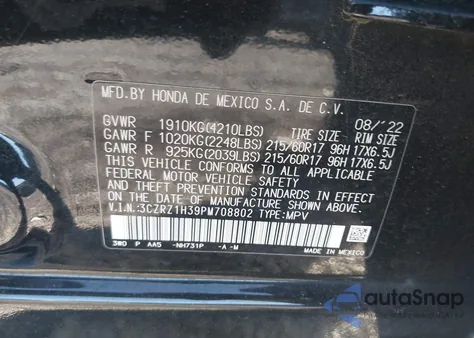 MFD.BY HONDA DE MEXICO S.A. DE C.V.
GVWR 1910KG(4210LBS) TIRE SIZE RIM SIZE 08/'22
GAWR F 1020KG(2248LBS) 215/60R17 96H 17X6.5J
GAWR R 925KG(2039LBS) 215/60R17 96H 17X6.5J
THIS VEHICLE CONFORMS TO ALL APPLICABLE
FEDERAL MOTOR VEHICLE SAFETY
STANDARDS IN EFFECT ON THE DATE OF
MANUFACTURE SHOWN ABOVE.
V.I.N.:3CZRZ1H39PM708802 TYPE:MPV
3W0 P AA5 -NH731P -A -M
MADE IN MEXICO
autoSnap